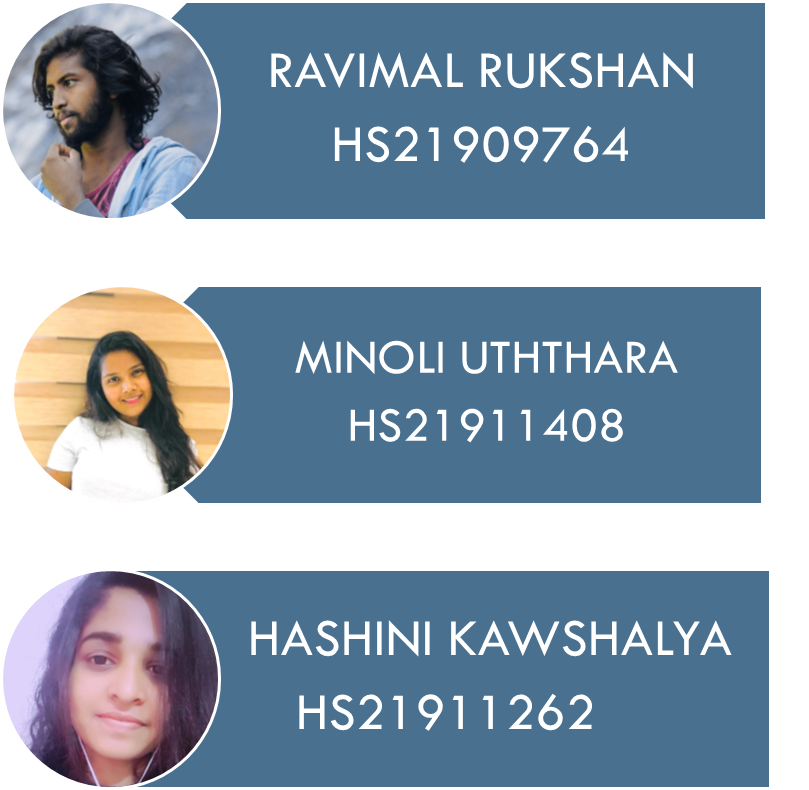 RAVIMAL RUKSHAN
HS21909764
MINOLI UTHTHARA
HS21911408
HASHINI KAWSHALYA
HS21911262